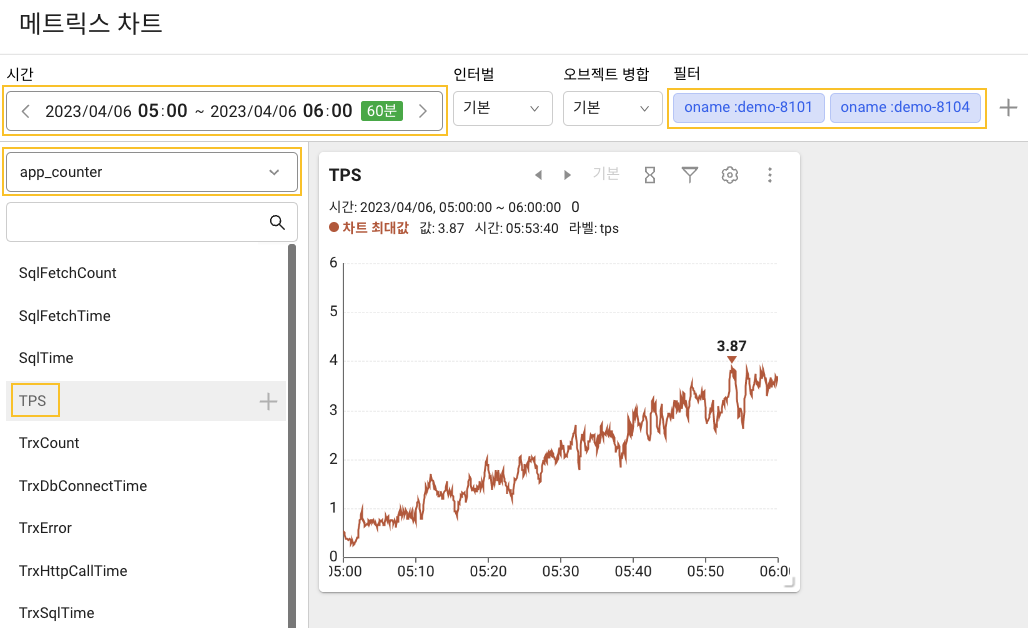 메트릭스 차트
시간
인터벌
오브젝트 병합
필터
2023/04/06 05:00 ~ 2023/04/06 06:00 60분
기본
기본
oname :demo-8101
oname :demo-8104
app_counter
SqlFetchCount
SqlFetchTime
SqlTime
TPS
TrxCount
TrxDbConnectTime
TrxError
TrxHttpCallTime
TrxSqlTime
TPS
기본
시간: 2023/04/06, 05:00:00 ~ 06:00:00 0
차트 최대값 값: 3.87 시간: 05:53:40 라벨: tps
6
5
4
3
2
1
0
3.87
05:00 05:10 05:20 05:30 05:40 05:50 06:00